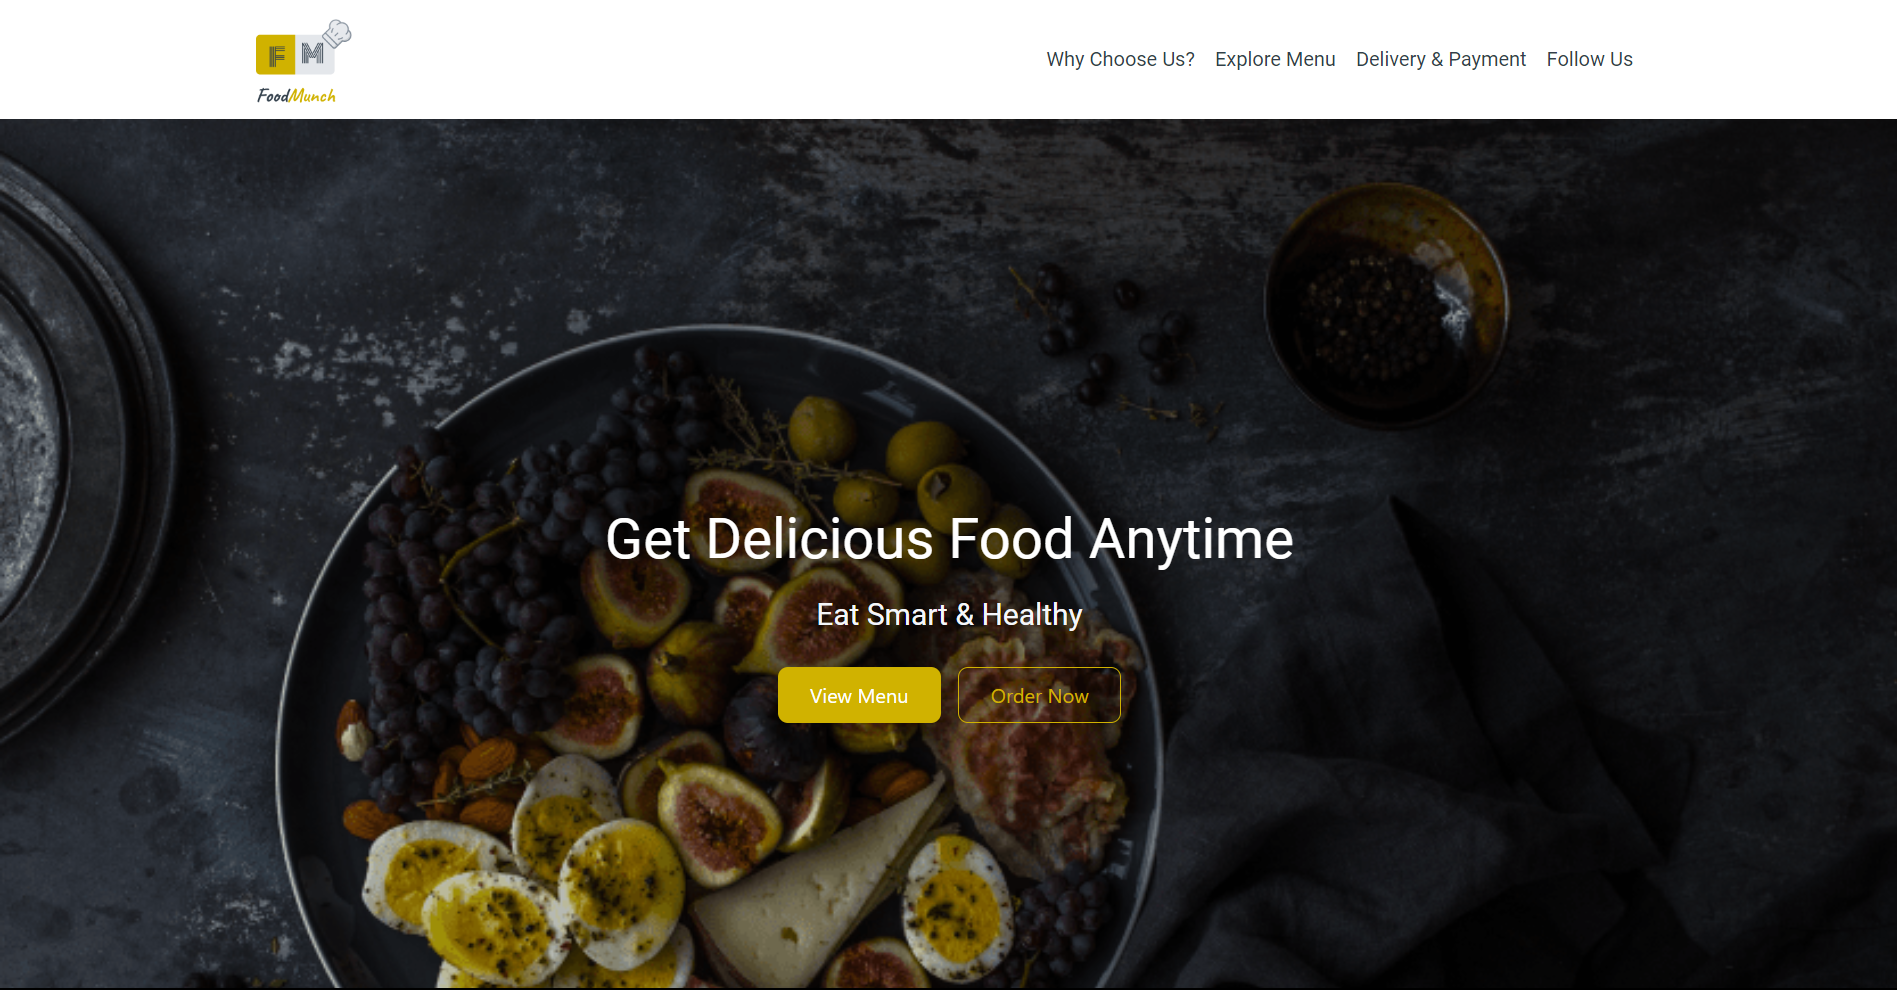 F M
FoodMunch
Why Choose Us? Explore Menu Delivery & Payment Follow Us
Get Delicious Food Anytime
Eat Smart & Healthy
View Menu Order Now